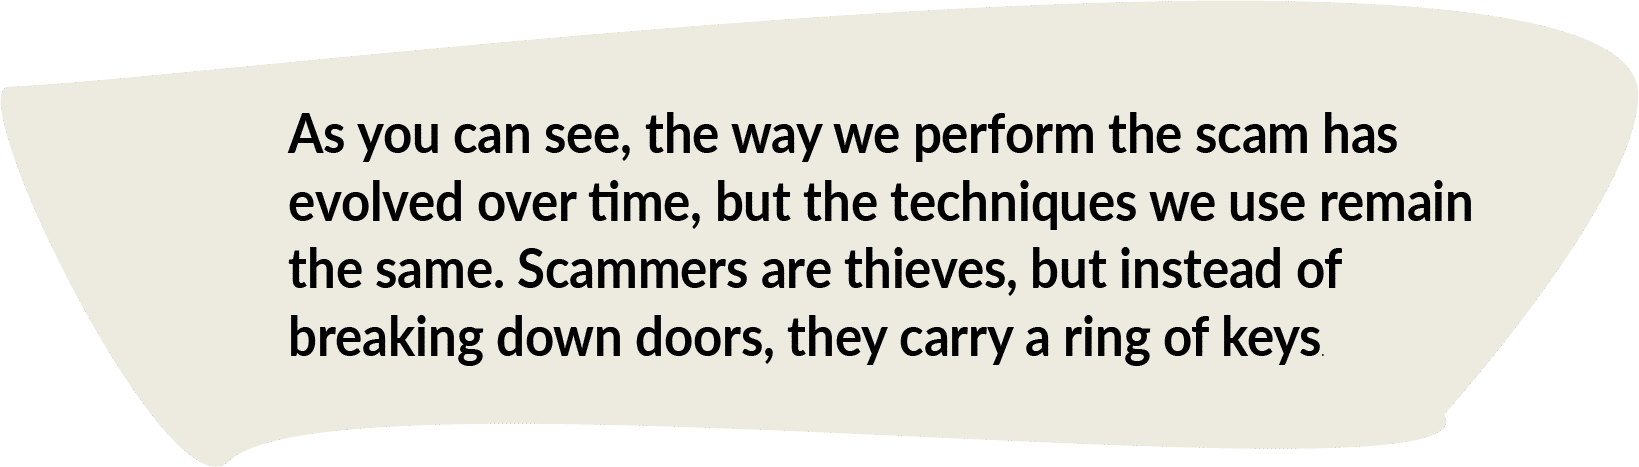 As you can see, the way we perform the scam has
evolved over time, but the techniques we use remain
the same. Scammers are thieves, but instead of
breaking down doors, they carry a ring of keys.